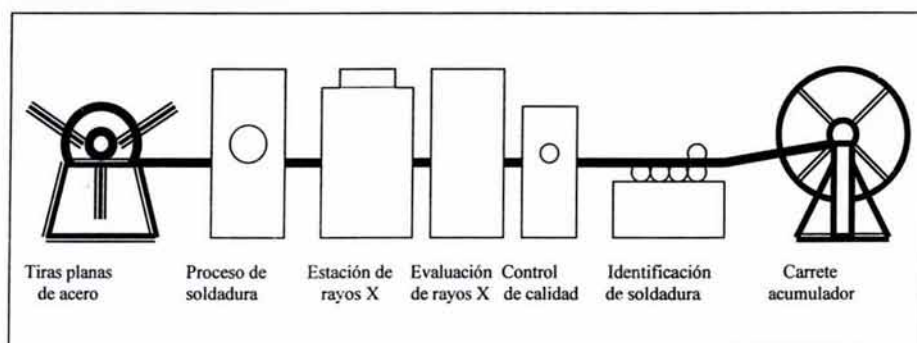 Tiras planas
de acero
Proceso de
soldadura
Estación de
rayos X
Evaluación
de rayos X
Control
de calidad
Identificación
de soldadura
Carrete
acumulador